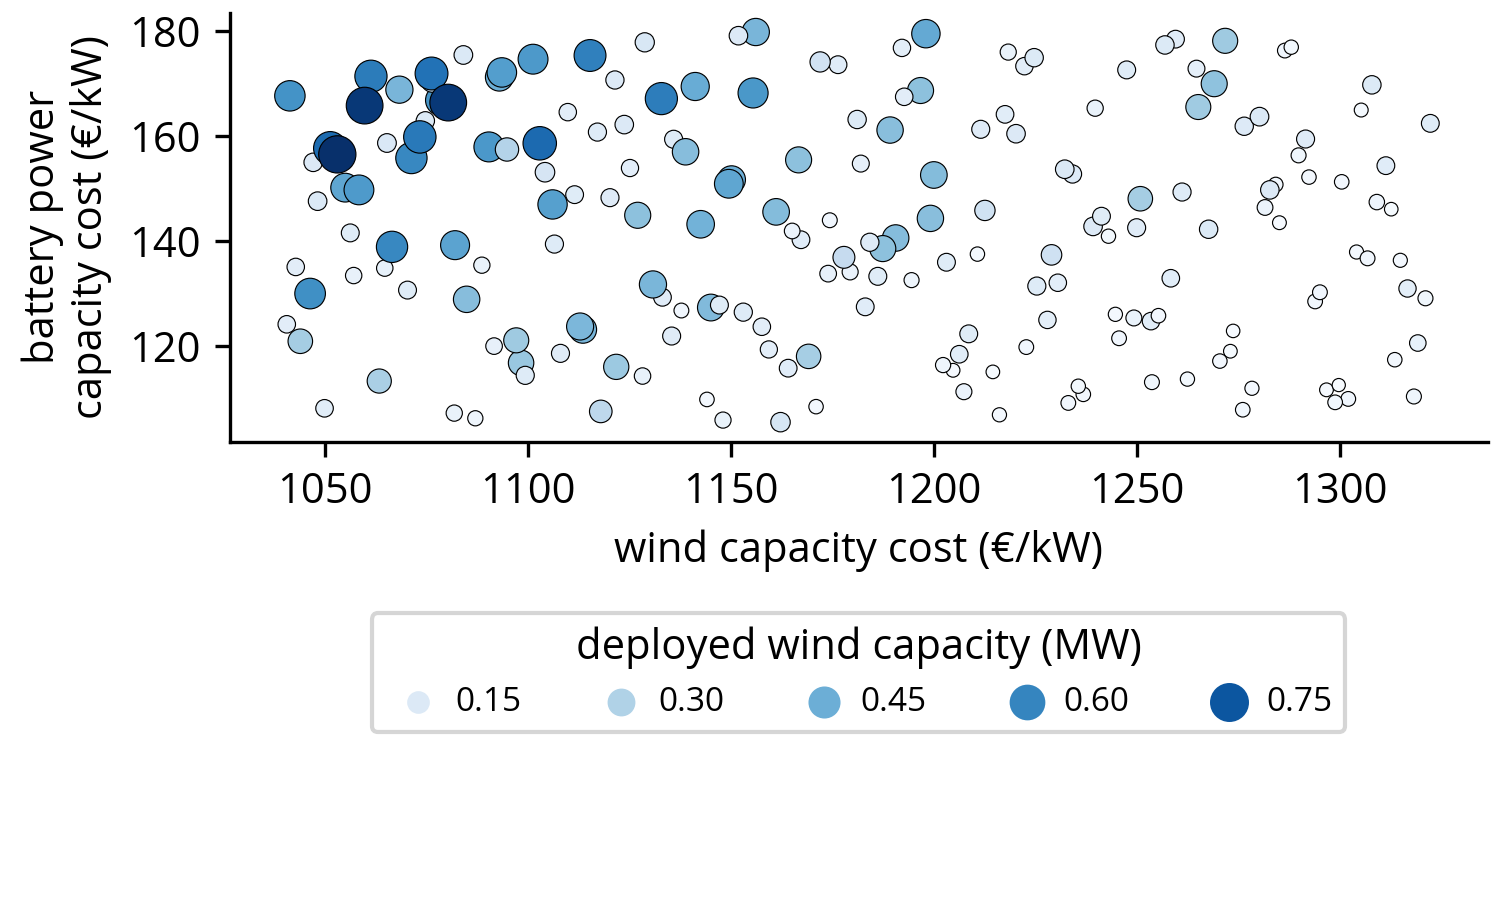 battery power
capacity cost (€/kW)
180
160
140
120
1050 1100 1150 1200 1250 1300
wind capacity cost (€/kW)
deployed wind capacity (MW)
0.15 0.30 0.45 0.60 0.75